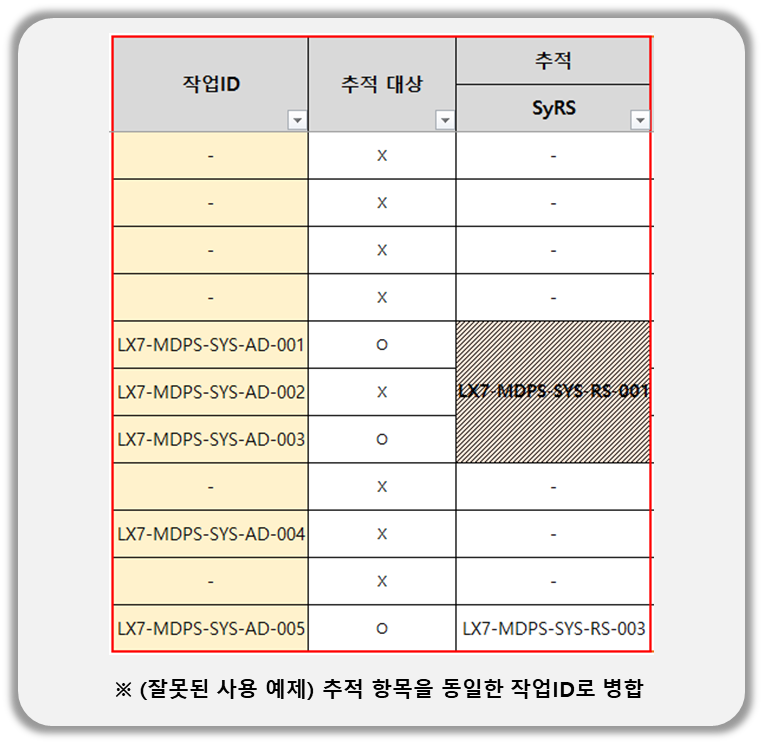 작업ID 추적 대상 추적
SyRS
- X -
- X -
- X -
- X -
LX7-MDPS-SYS-AD-001 O
LX7-MDPS-SYS-AD-002 X LX7-MDPS-SYS-RS-001
LX7-MDPS-SYS-AD-003 O
- X -
LX7-MDPS-SYS-AD-004 X -
- X -
LX7-MDPS-SYS-AD-005 O LX7-MDPS-SYS-RS-003
※ (잘못된 사용 예제) 추적 항목을 동일한 작업ID로 병합